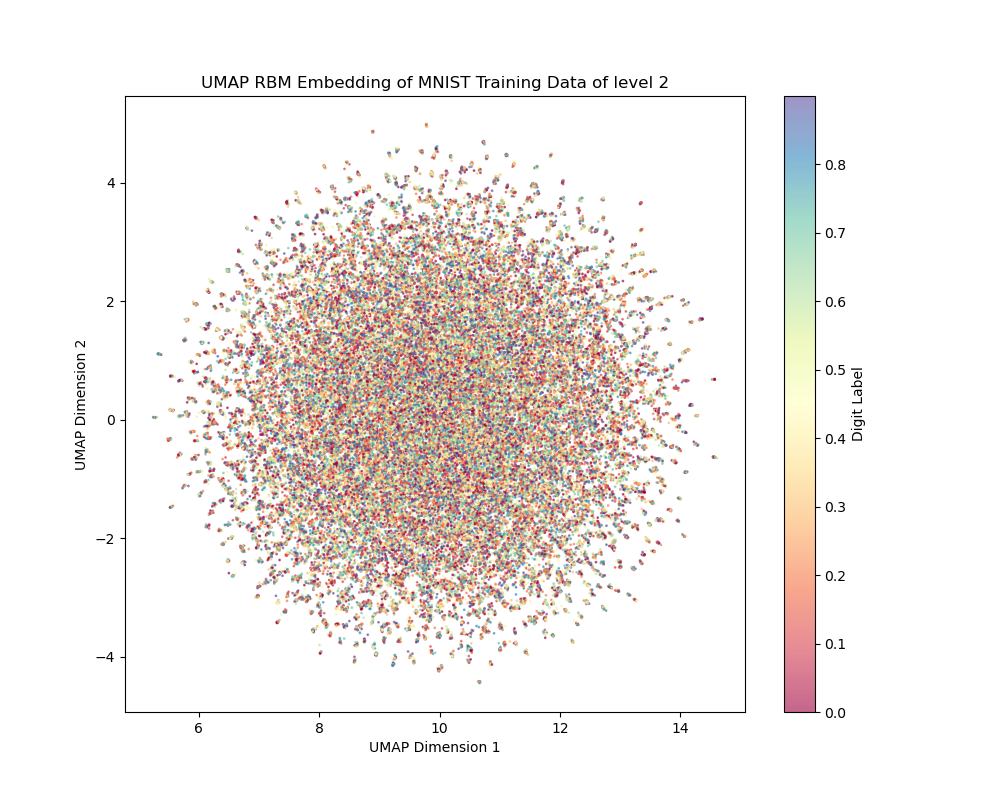 UMAP RBM Embedding of MNIST Training Data of level 2
4
2
0
−2
−4
UMAP Dimension 2
6 8 10 12 14
UMAP Dimension 1
0.8
0.7
0.6
0.5
0.4
0.3
0.2
0.1
0.0
Digit Label